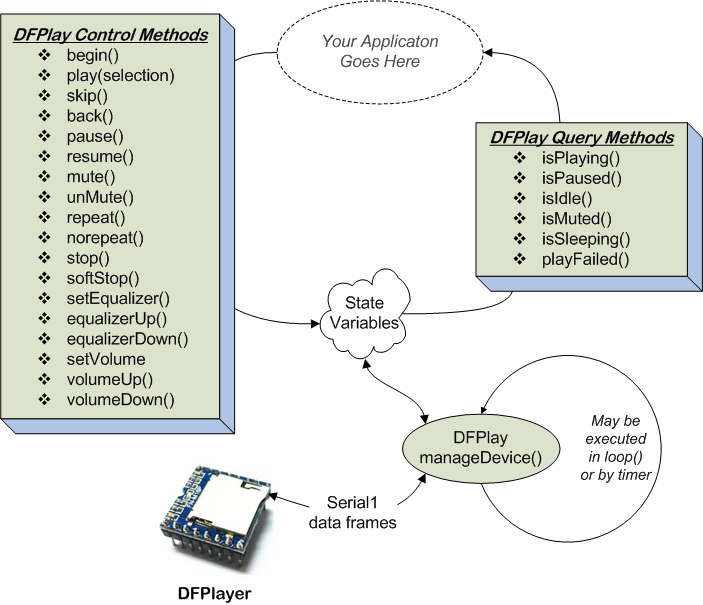 DFPlay Control Methods
❖ begin()
❖ play(selection)
❖ skip()
❖ back()
❖ pause()
❖ resume()
❖ mute()
❖ unMute()
❖ repeat()
❖ norepeat()
❖ stop()
❖ softStop()
❖ setEqualizer()
❖ equalizerUp()
❖ equalizerDown()
❖ setVolume
❖ volumeUp()
❖ volumeDown()
Your Applicaton
Goes Here
DFPlay Query Methods
❖ isPlaying()
❖ isPaused()
❖ isIdle()
❖ isMuted()
❖ isSleeping()
❖ playFailed()
State
Variables
DFPlay
manageDevice()
May be
executed
in loop()
or by timer
Serial1
data frames
DFPlayer